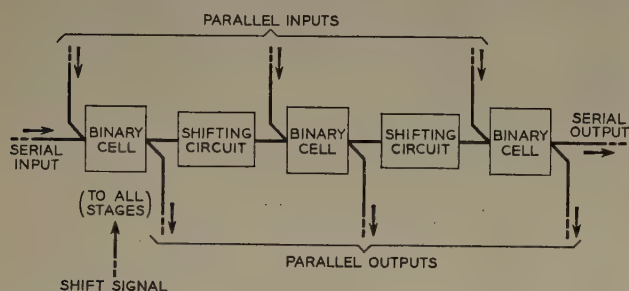 PARALLEL INPUTS
SERIAL
INPUT
BINARY
CELL
SHIFTING
CIRCUIT
BINARY
CELL
SHIFTING
CIRCUIT
BINARY
CELL
SERIAL
OUTPUT
(TO ALL
STAGES)
PARALLEL OUTPUTS
SHIFT SIGNAL